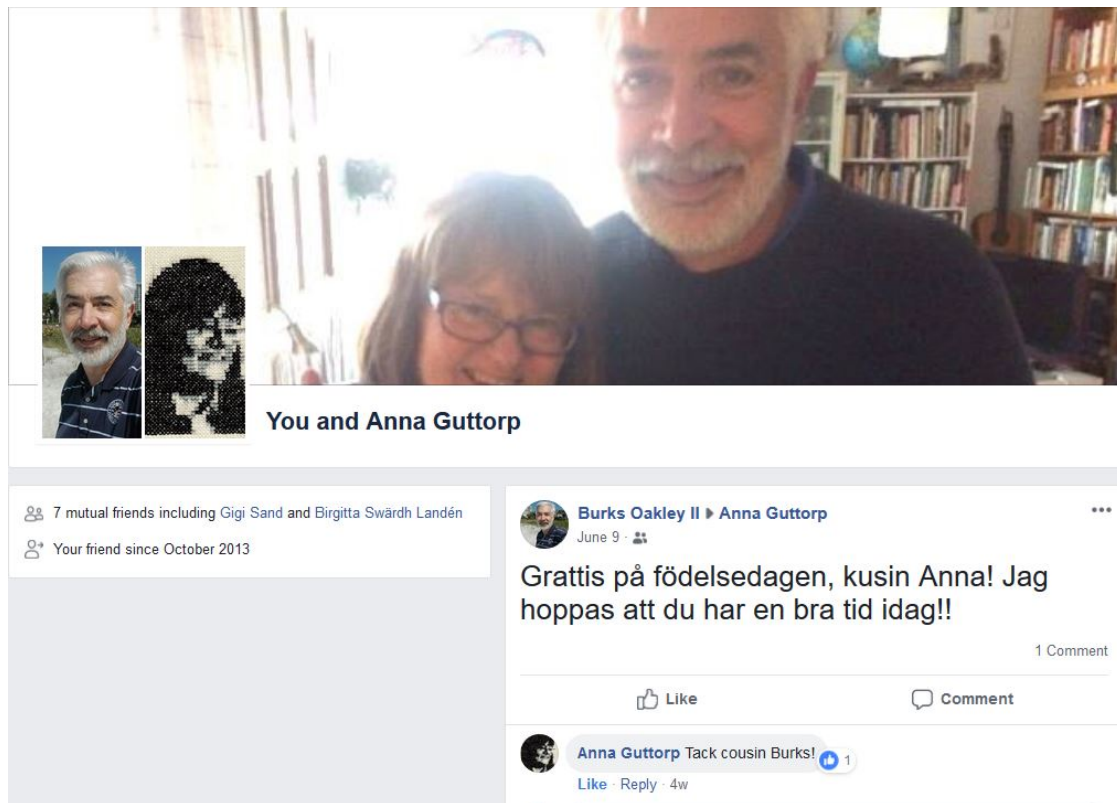 You and Anna Guttorp
7 mutual friends including Gigi Sand and Birgitta Swärdh Landén
Your friend since October 2013
Burks Oakley II ▸ Anna Guttorp
June 9 ·
Grattis på födelsedagen, kusin Anna! Jag
hoppas att du har en bra tid idag!!
1 Comment
Like
Comment
Anna Guttorp Tack cousin Burks!
1
Like · Reply · 4w